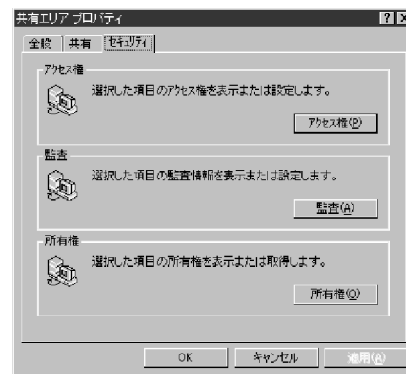 共有エリア プロパティ
全般 共有 セキュリティ
アクセス権
選択した項目のアクセス権を表示または設定します。
アクセス権(P)
監査
選択した項目の監査情報を表示または設定します。
監査(A)
所有権
選択した項目の所有権を表示または取得します。
所有権(O)
OK キャンセル 適用(A)